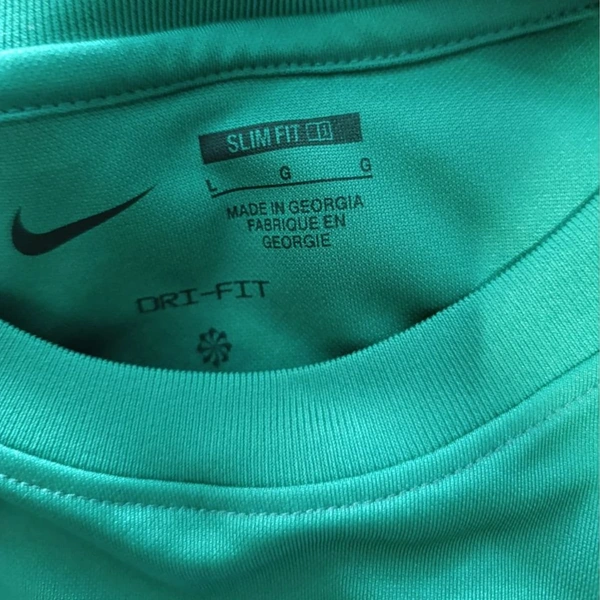 SLIM FIT
L G G
MADE IN GEORGIA
FABRIQUE EN
GEORGIE
DRI-FIT